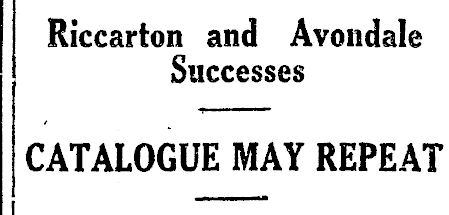 Riccarton and Avondale
Successes
CATALOGUE MAY REPEAT